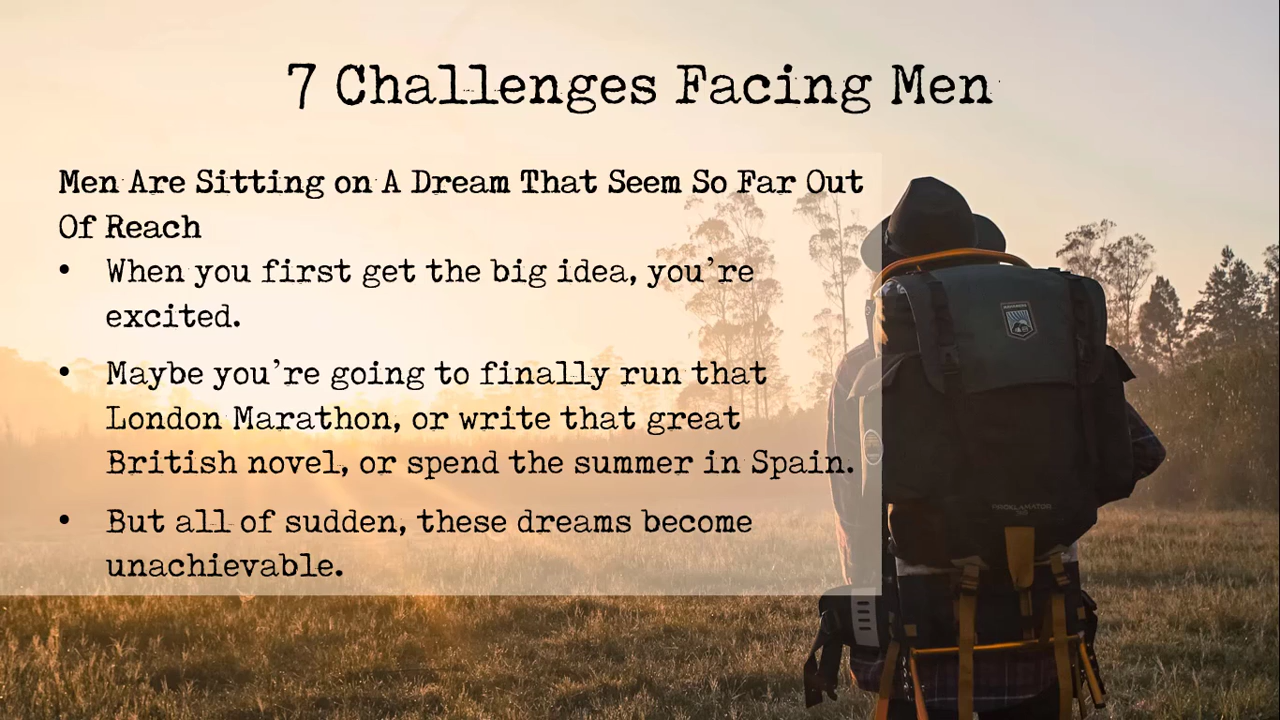 7 Challenges Facing Men
Men Are Sitting on A Dream That Seem So Far Out
Of Reach
• When you first get the big idea, you're
excited.
• Maybe you're going to finally run that
London Marathon, or write that great
British novel, or spend the summer in Spain.
• But all of sudden, these dreams become
unachievable.